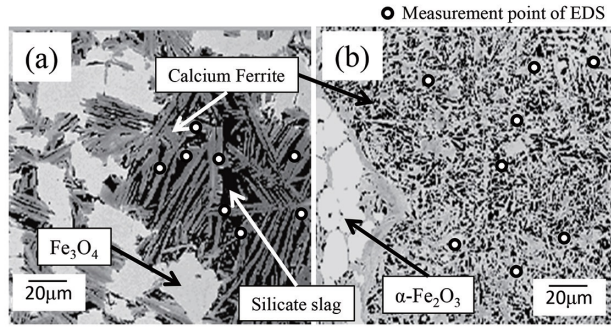 Measurement point of EDS
(a)
Calcium Ferrite
(b)
Fe₃O₄
α-Fe₂O₃
20μm
Silicate slag
20μm